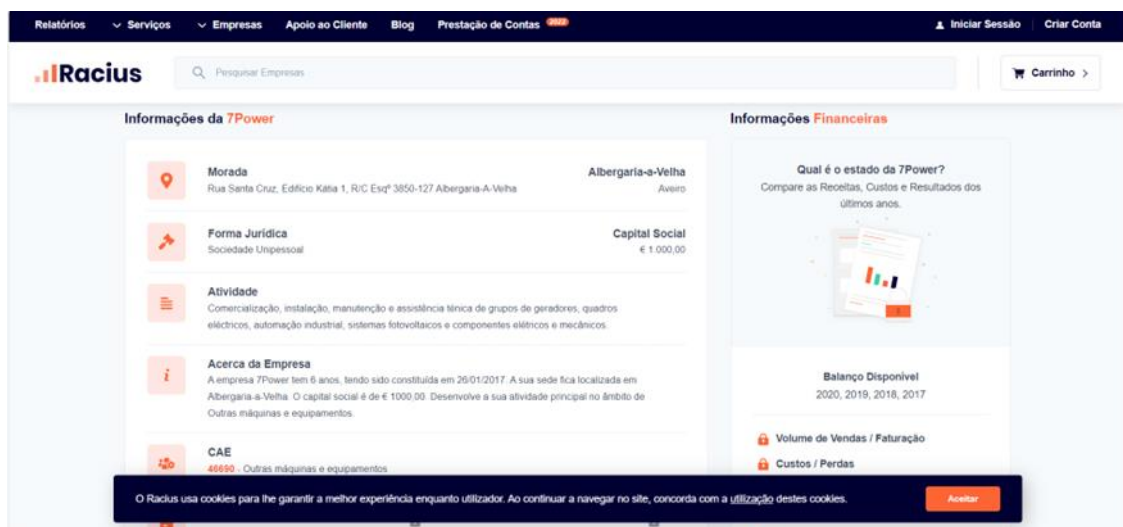 Relatórios Serviços Empresas Apoio ao Cliente Blog Prestação de Contas 2022 Iniciar Sessão Criar Conta
Racius Pesquisar Empresas Carrinho >
Informações da 7Power
Morada Albergaria-a-Velha
Rua Santa Cruz, Edifício Kátia 1, R/C Esqº 3850-127 Albergaria-A-Velha Aveiro
Forma Jurídica Capital Social
Sociedade Unipessoal € 1.000,00
Atividade
Comercialização, instalação, manutenção e assistência ténica de grupos de geradores, quadros
eléctricos, automação industrial, sistemas fotovoltaicos e componentes elétricos e mecânicos.
Acerca da Empresa
A empresa 7Power tem 6 anos, tendo sido constituída em 26/01/2017. A sua sede fica localizada em
Albergaria-a-Velha. O capital social é de € 1000,00. Desenvolve a sua atividade principal no âmbito de
Outras máquinas e equipamentos.
CAE
46690 - Outras máquinas e equipamentos
Informações Financeiras
Qual é o estado da 7Power?
Compare as Receitas, Custos e Resultados dos
últimos anos.
Balanço Disponível
2020, 2019, 2018, 2017
Volume de Vendas / Faturação
Custos / Perdas
O Racius usa cookies para lhe garantir a melhor experiência enquanto utilizador. Ao continuar a navegar no site, concorda com a utilização destes cookies. Aceitar